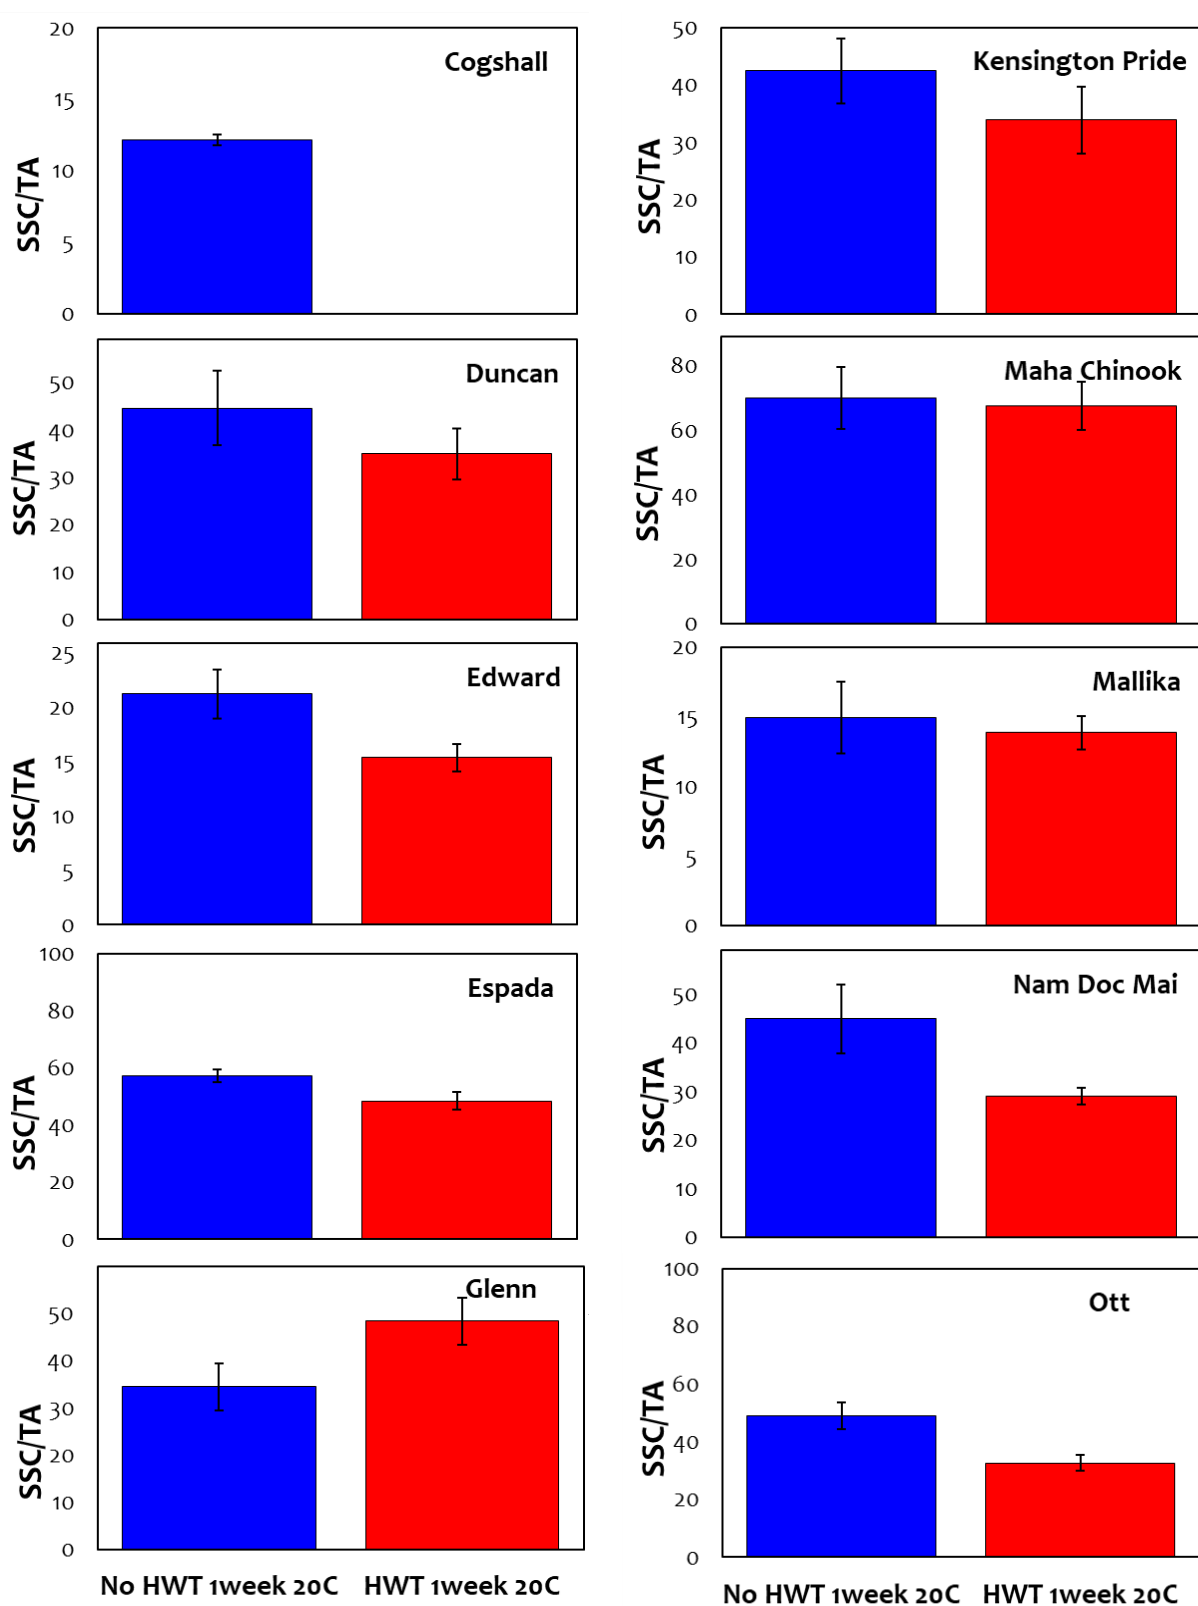 Cogshall
SSC/TA
20
15
10
5
0
Kensington Pride
SSC/TA
50
40
30
20
10
0
Duncan
SSC/TA
50
40
30
20
10
0
Maha Chinook
SSC/TA
80
60
40
20
0
Edward
SSC/TA
25
20
15
10
5
0
Mallika
SSC/TA
20
15
10
5
0
Espada
SSC/TA
100
80
60
40
20
0
Nam Doc Mai
SSC/TA
50
40
30
20
10
0
Glenn
SSC/TA
50
40
30
20
10
0
No HWT 1week 20C HWT 1week 20C
Ott
SSC/TA
100
80
60
40
20
0
No HWT 1week 20C HWT 1week 20C